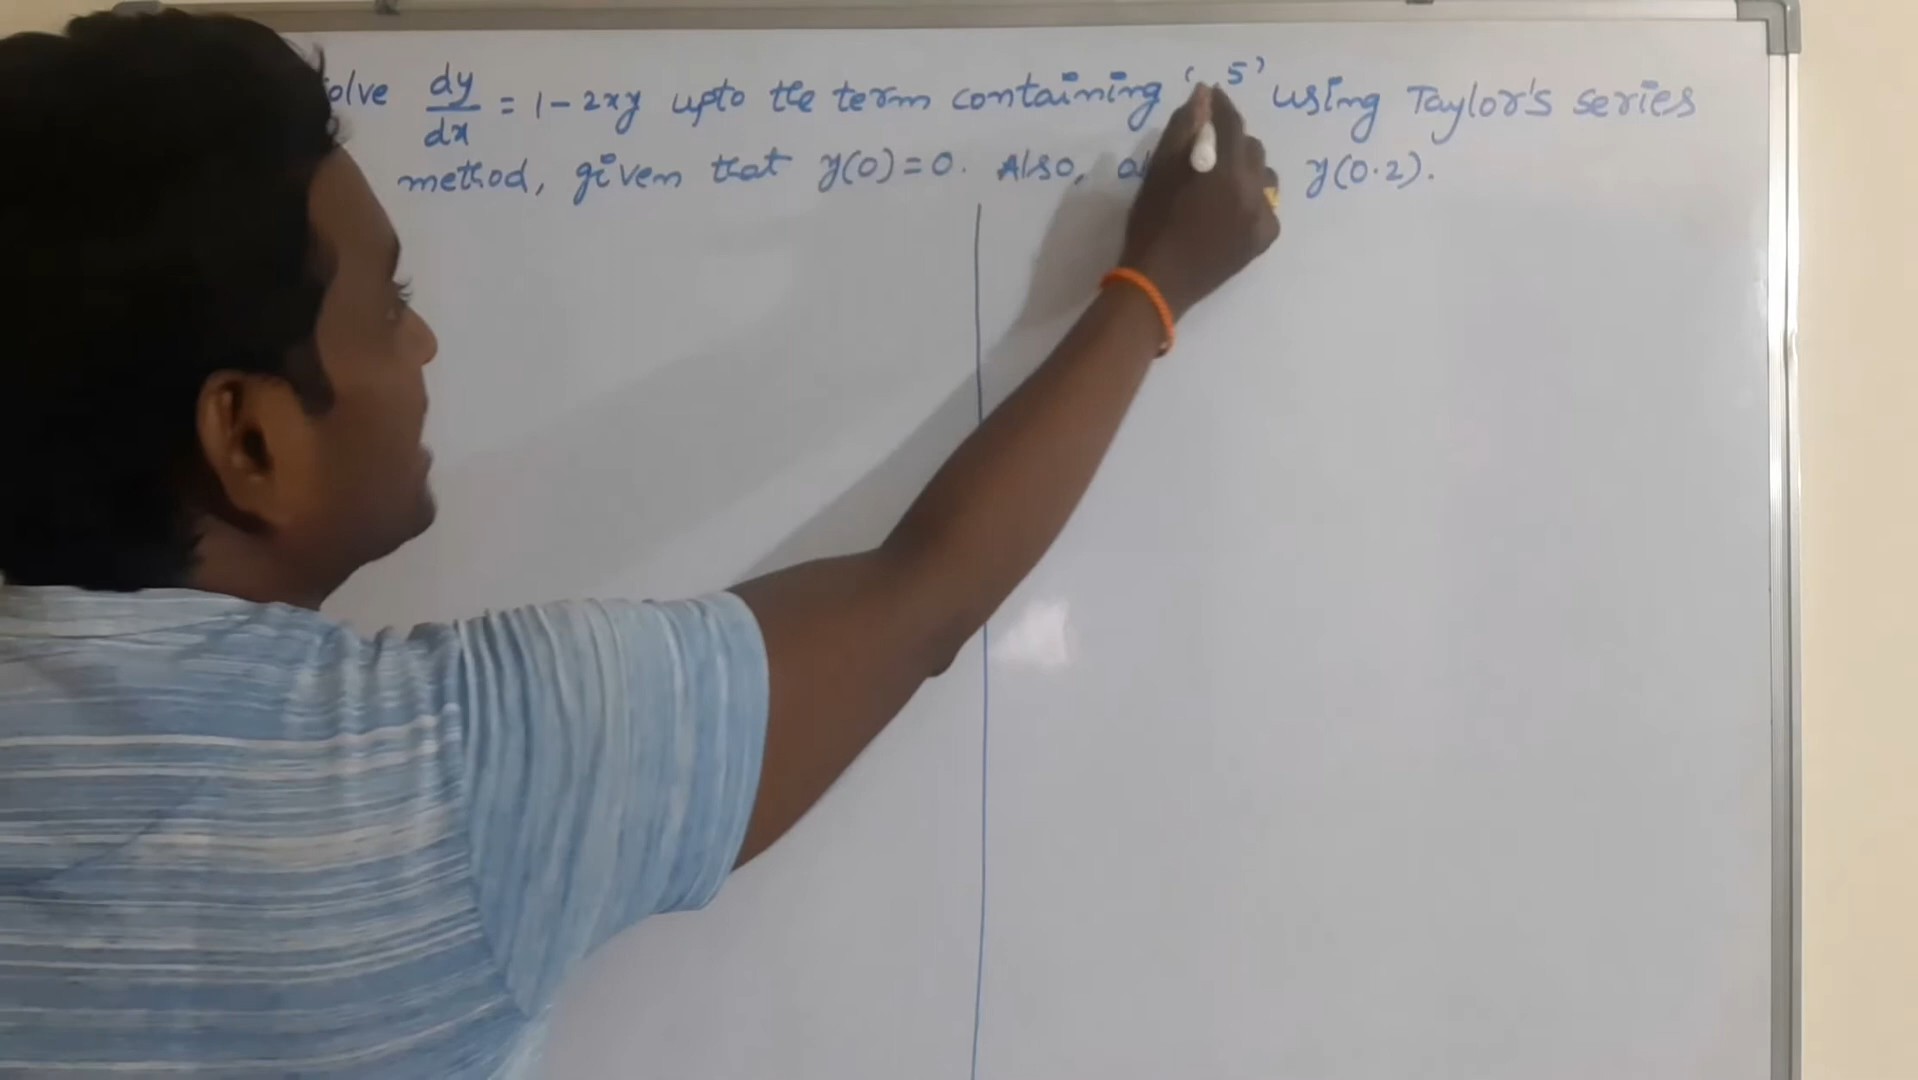 olve dy/dx = 1 - 2xy upto the term containing ' 5' using Taylor's series
method, given that y(0)=0. Also, y(0.2).